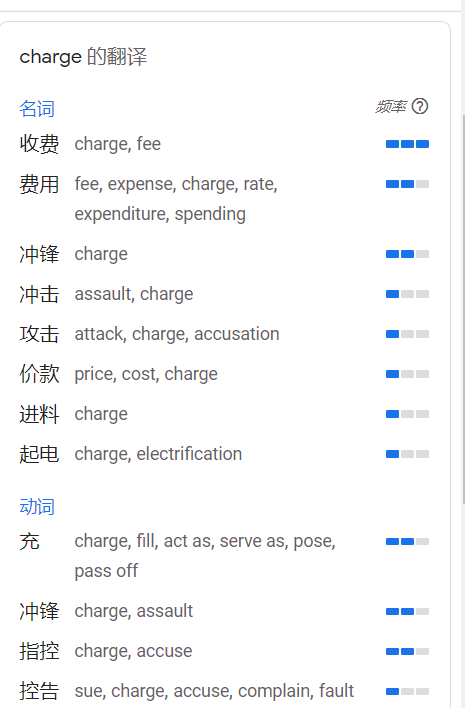 charge 的翻译
名词 频率
收费 charge, fee
费用 fee, expense, charge, rate,
expenditure, spending
冲锋 charge
冲击 assault, charge
攻击 attack, charge, accusation
价款 price, cost, charge
进料 charge
起电 charge, electrification
动词
充 charge, fill, act as, serve as, pose,
pass off
冲锋 charge, assault
指控 charge, accuse
控告 sue, charge, accuse, complain, fault